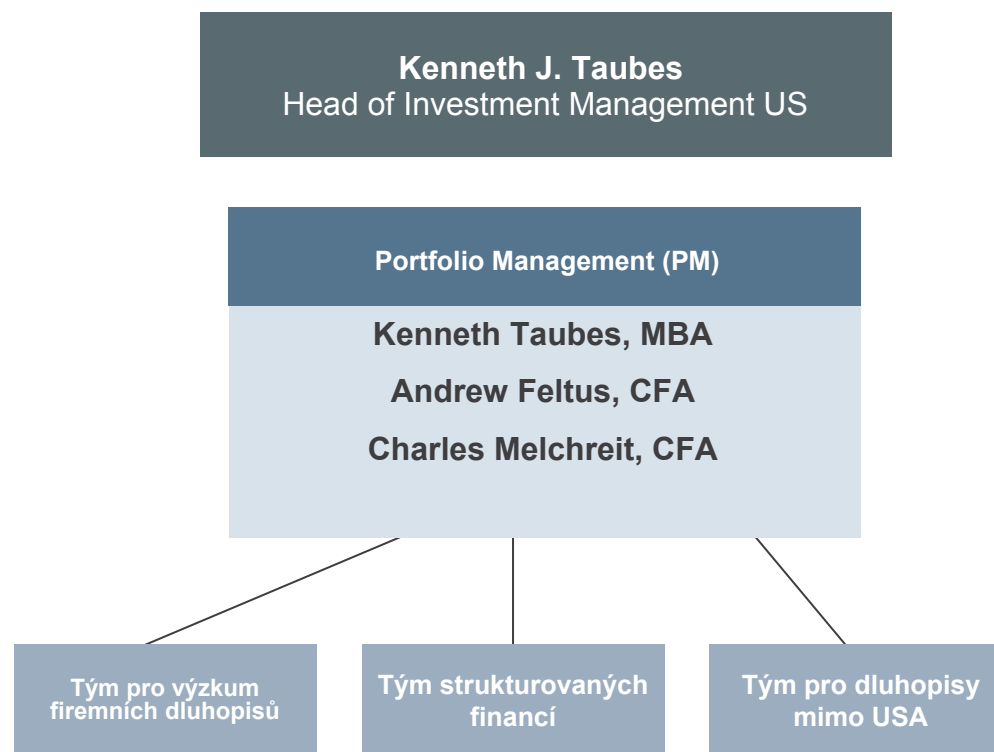 Kenneth J. Taubes
Head of Investment Management US
Portfolio Management (PM)
Kenneth Taubes, MBA
Andrew Feltus, CFA
Charles Melchreit, CFA
Tým pro výzkum
firemních dluhopisů
Tým strukturovaných
financí
Tým pro dluhopisy
mimo USA